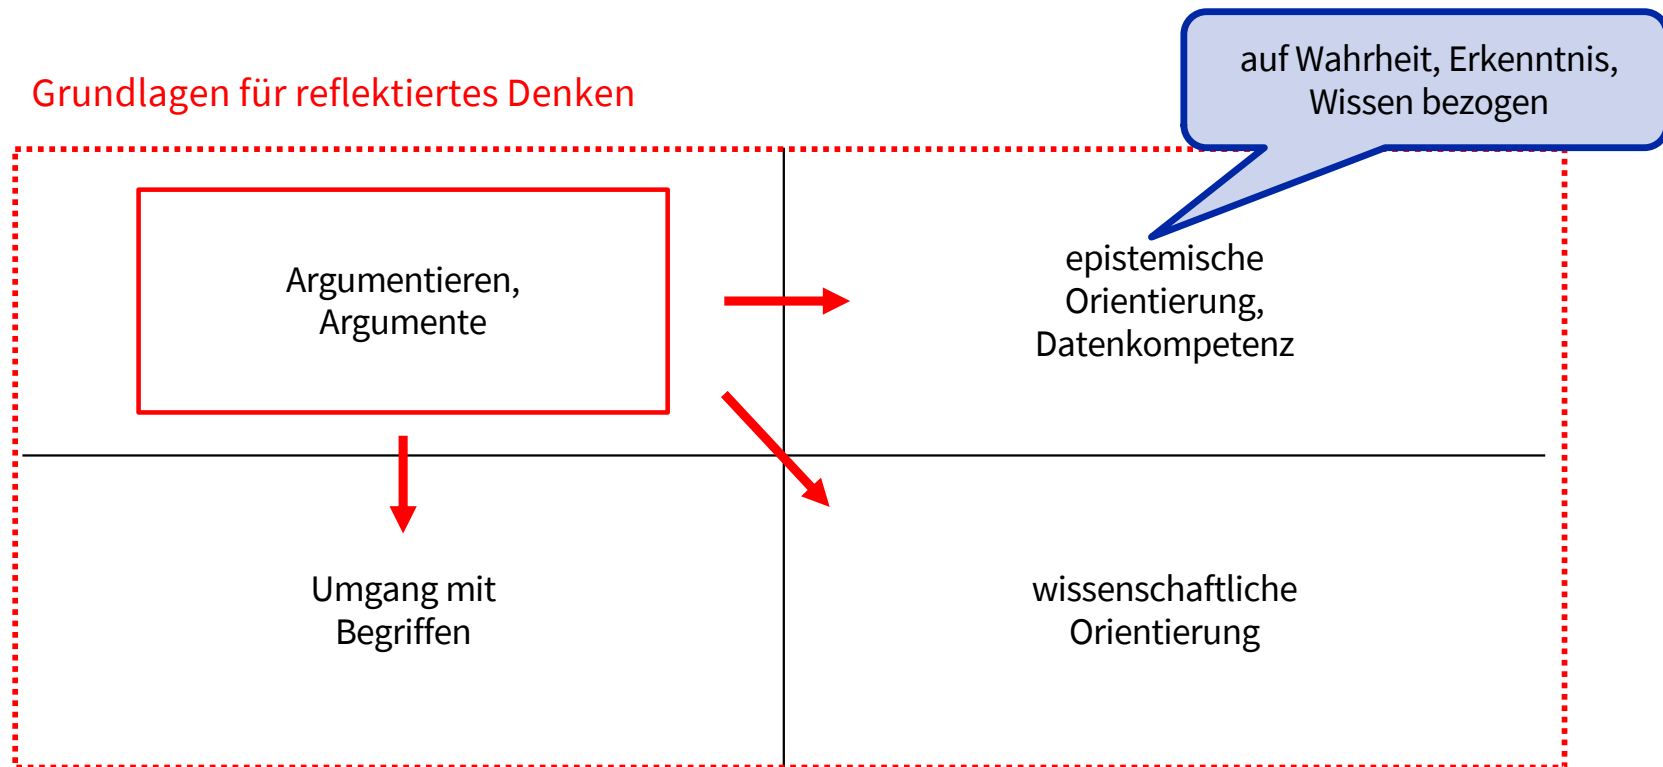 auf Wahrheit, Erkenntnis,
Wissen bezogen
Grundlagen für reflektiertes Denken
Argumentieren,
Argumente
epistemische
Orientierung,
Datenkompetenz
Umgang mit
Begriffen
wissenschaftliche
Orientierung